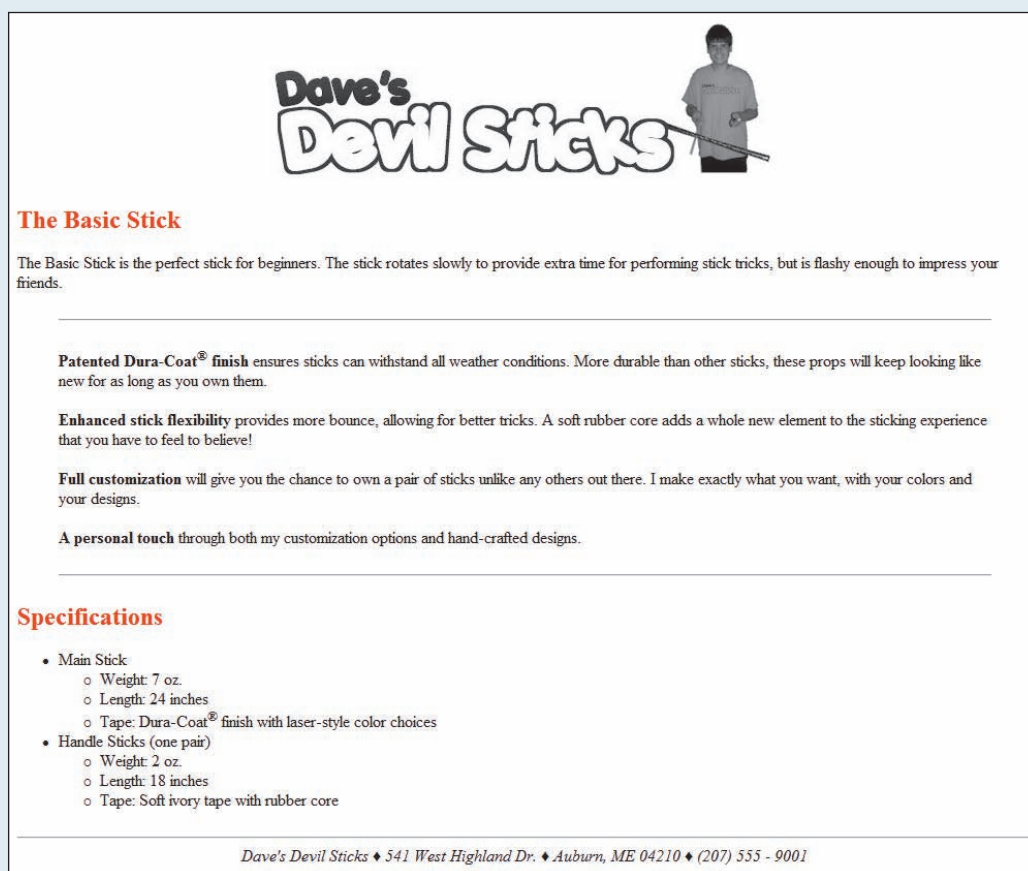 Dave's
Devil Sticks
The Basic Stick
The Basic Stick is the perfect stick for beginners. The stick rotates slowly to provide extra time for performing stick tricks, but is flashy enough to impress your
friends.
Patented Dura-Coat® finish ensures sticks can withstand all weather conditions. More durable than other sticks, these props will keep looking like
new for as long as you own them.
Enhanced stick flexibility provides more bounce, allowing for better tricks. A soft rubber core adds a whole new element to the sticking experience
that you have to feel to believe!
Full customization will give you the chance to own a pair of sticks unlike any others out there. I make exactly what you want, with your colors and
your designs.
A personal touch through both my customization options and hand-crafted designs.
Specifications
• Main Stick
○ Weight: 7 oz.
○ Length: 24 inches
○ Tape: Dura-Coat® finish with laser-style color choices
• Handle Sticks (one pair)
○ Weight: 2 oz.
○ Length: 18 inches
○ Tape: Soft ivory tape with rubber core
Dave's Devil Sticks ♦ 541 West Highland Dr. ♦ Auburn, ME 04210 ♦ (207) 555 - 9001